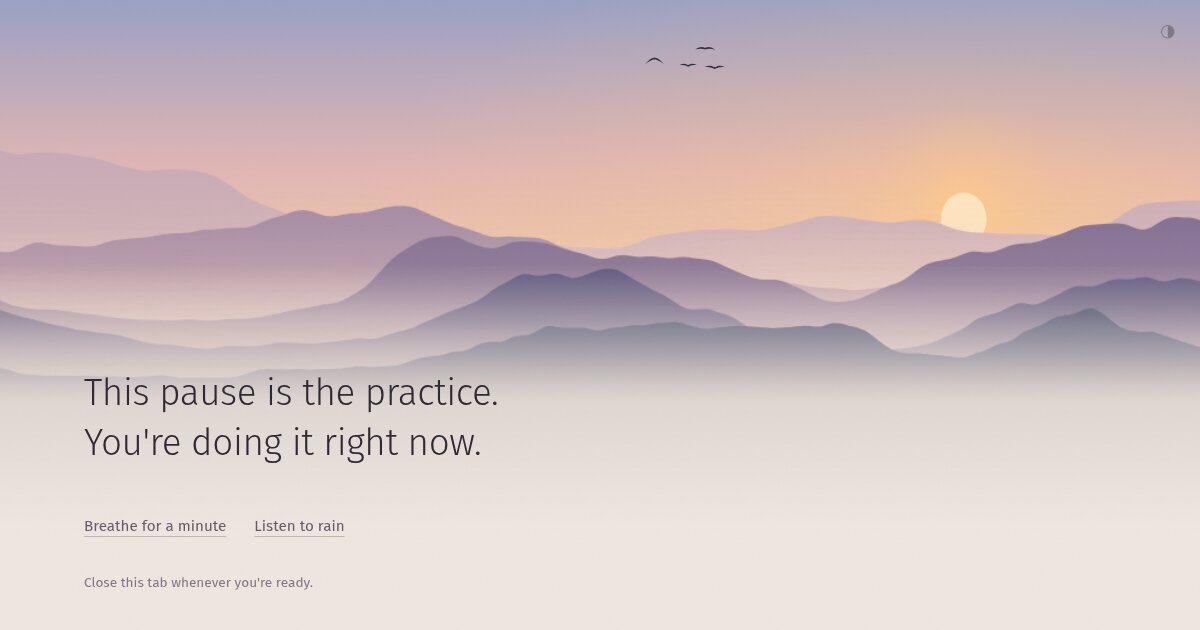 This pause is the practice.
You're doing it right now.
Breathe for a minute Listen to rain
Close this tab whenever you're ready.